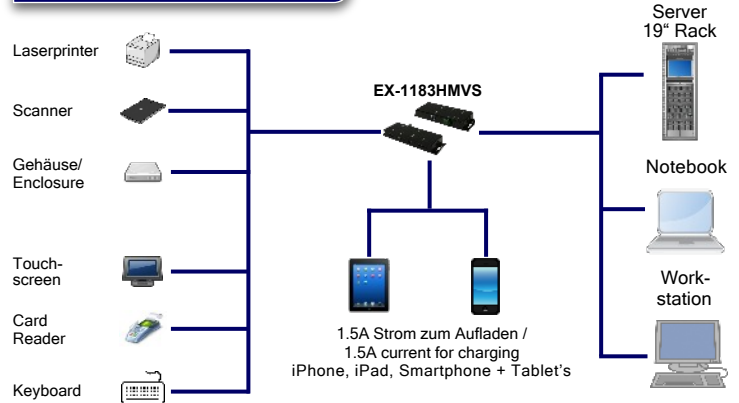 Laserprinter
Scanner
Gehäuse/
Enclosure
Touch-
screen
Card
Reader
Keyboard
EX-1183HMVS
1.5A Strom zum Aufladen /
1.5A current for charging
iPhone, iPad, Smartphone + Tablet's
Server
19“ Rack
Notebook
Work-
station